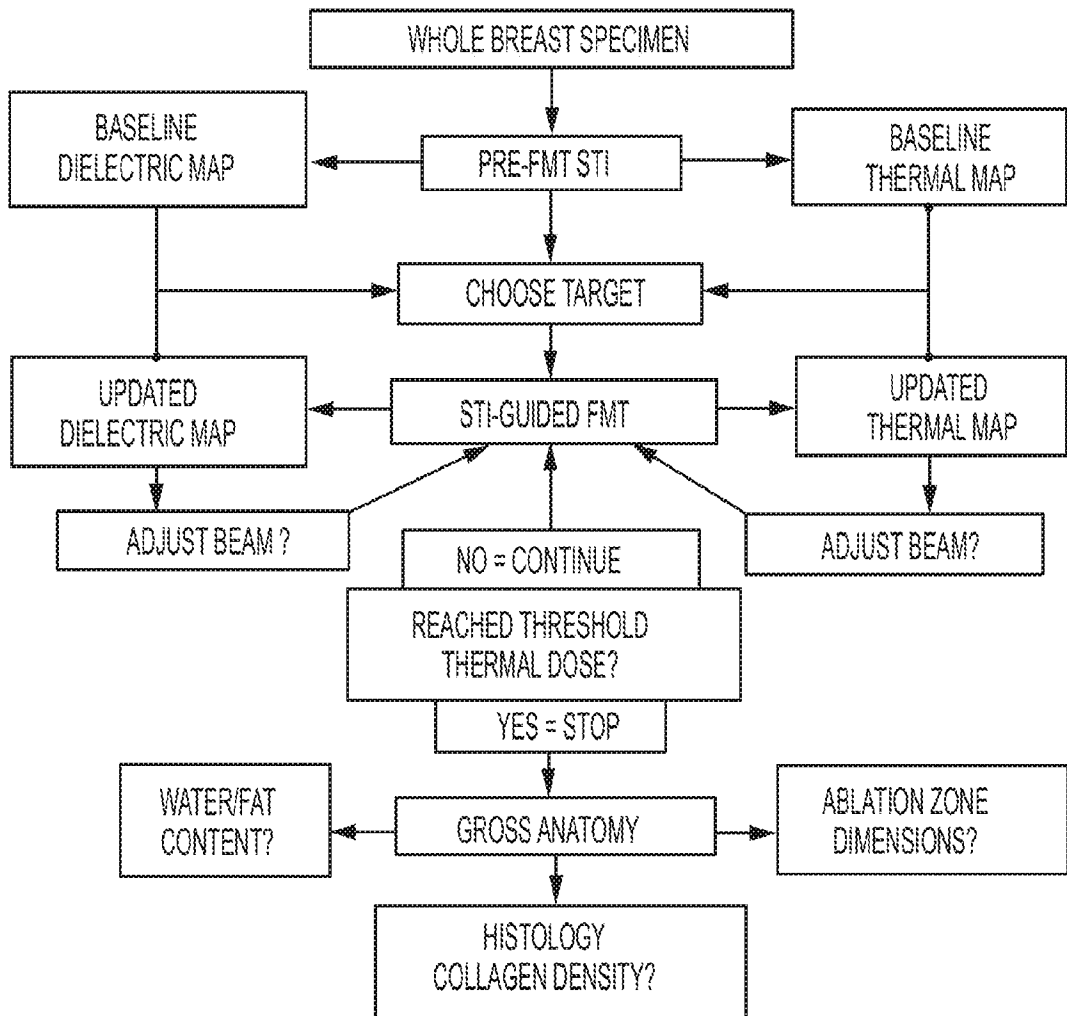 WHOLE BREAST SPECIMEN
BASELINE
DIELECTRIC MAP
PRE-FMT STI
BASELINE
THERMAL MAP
CHOOSE TARGET
UPDATED
DIELECTRIC MAP
STI-GUIDED FMT
UPDATED
THERMAL MAP
ADJUST BEAM ?
NO = CONTINUE
ADJUST BEAM?
REACHED THRESHOLD
THERMAL DOSE?
YES = STOP
WATER/FAT
CONTENT?
GROSS ANATOMY
ABLATION ZONE
DIMENSIONS?
HISTOLOGY
COLLAGEN DENSITY?